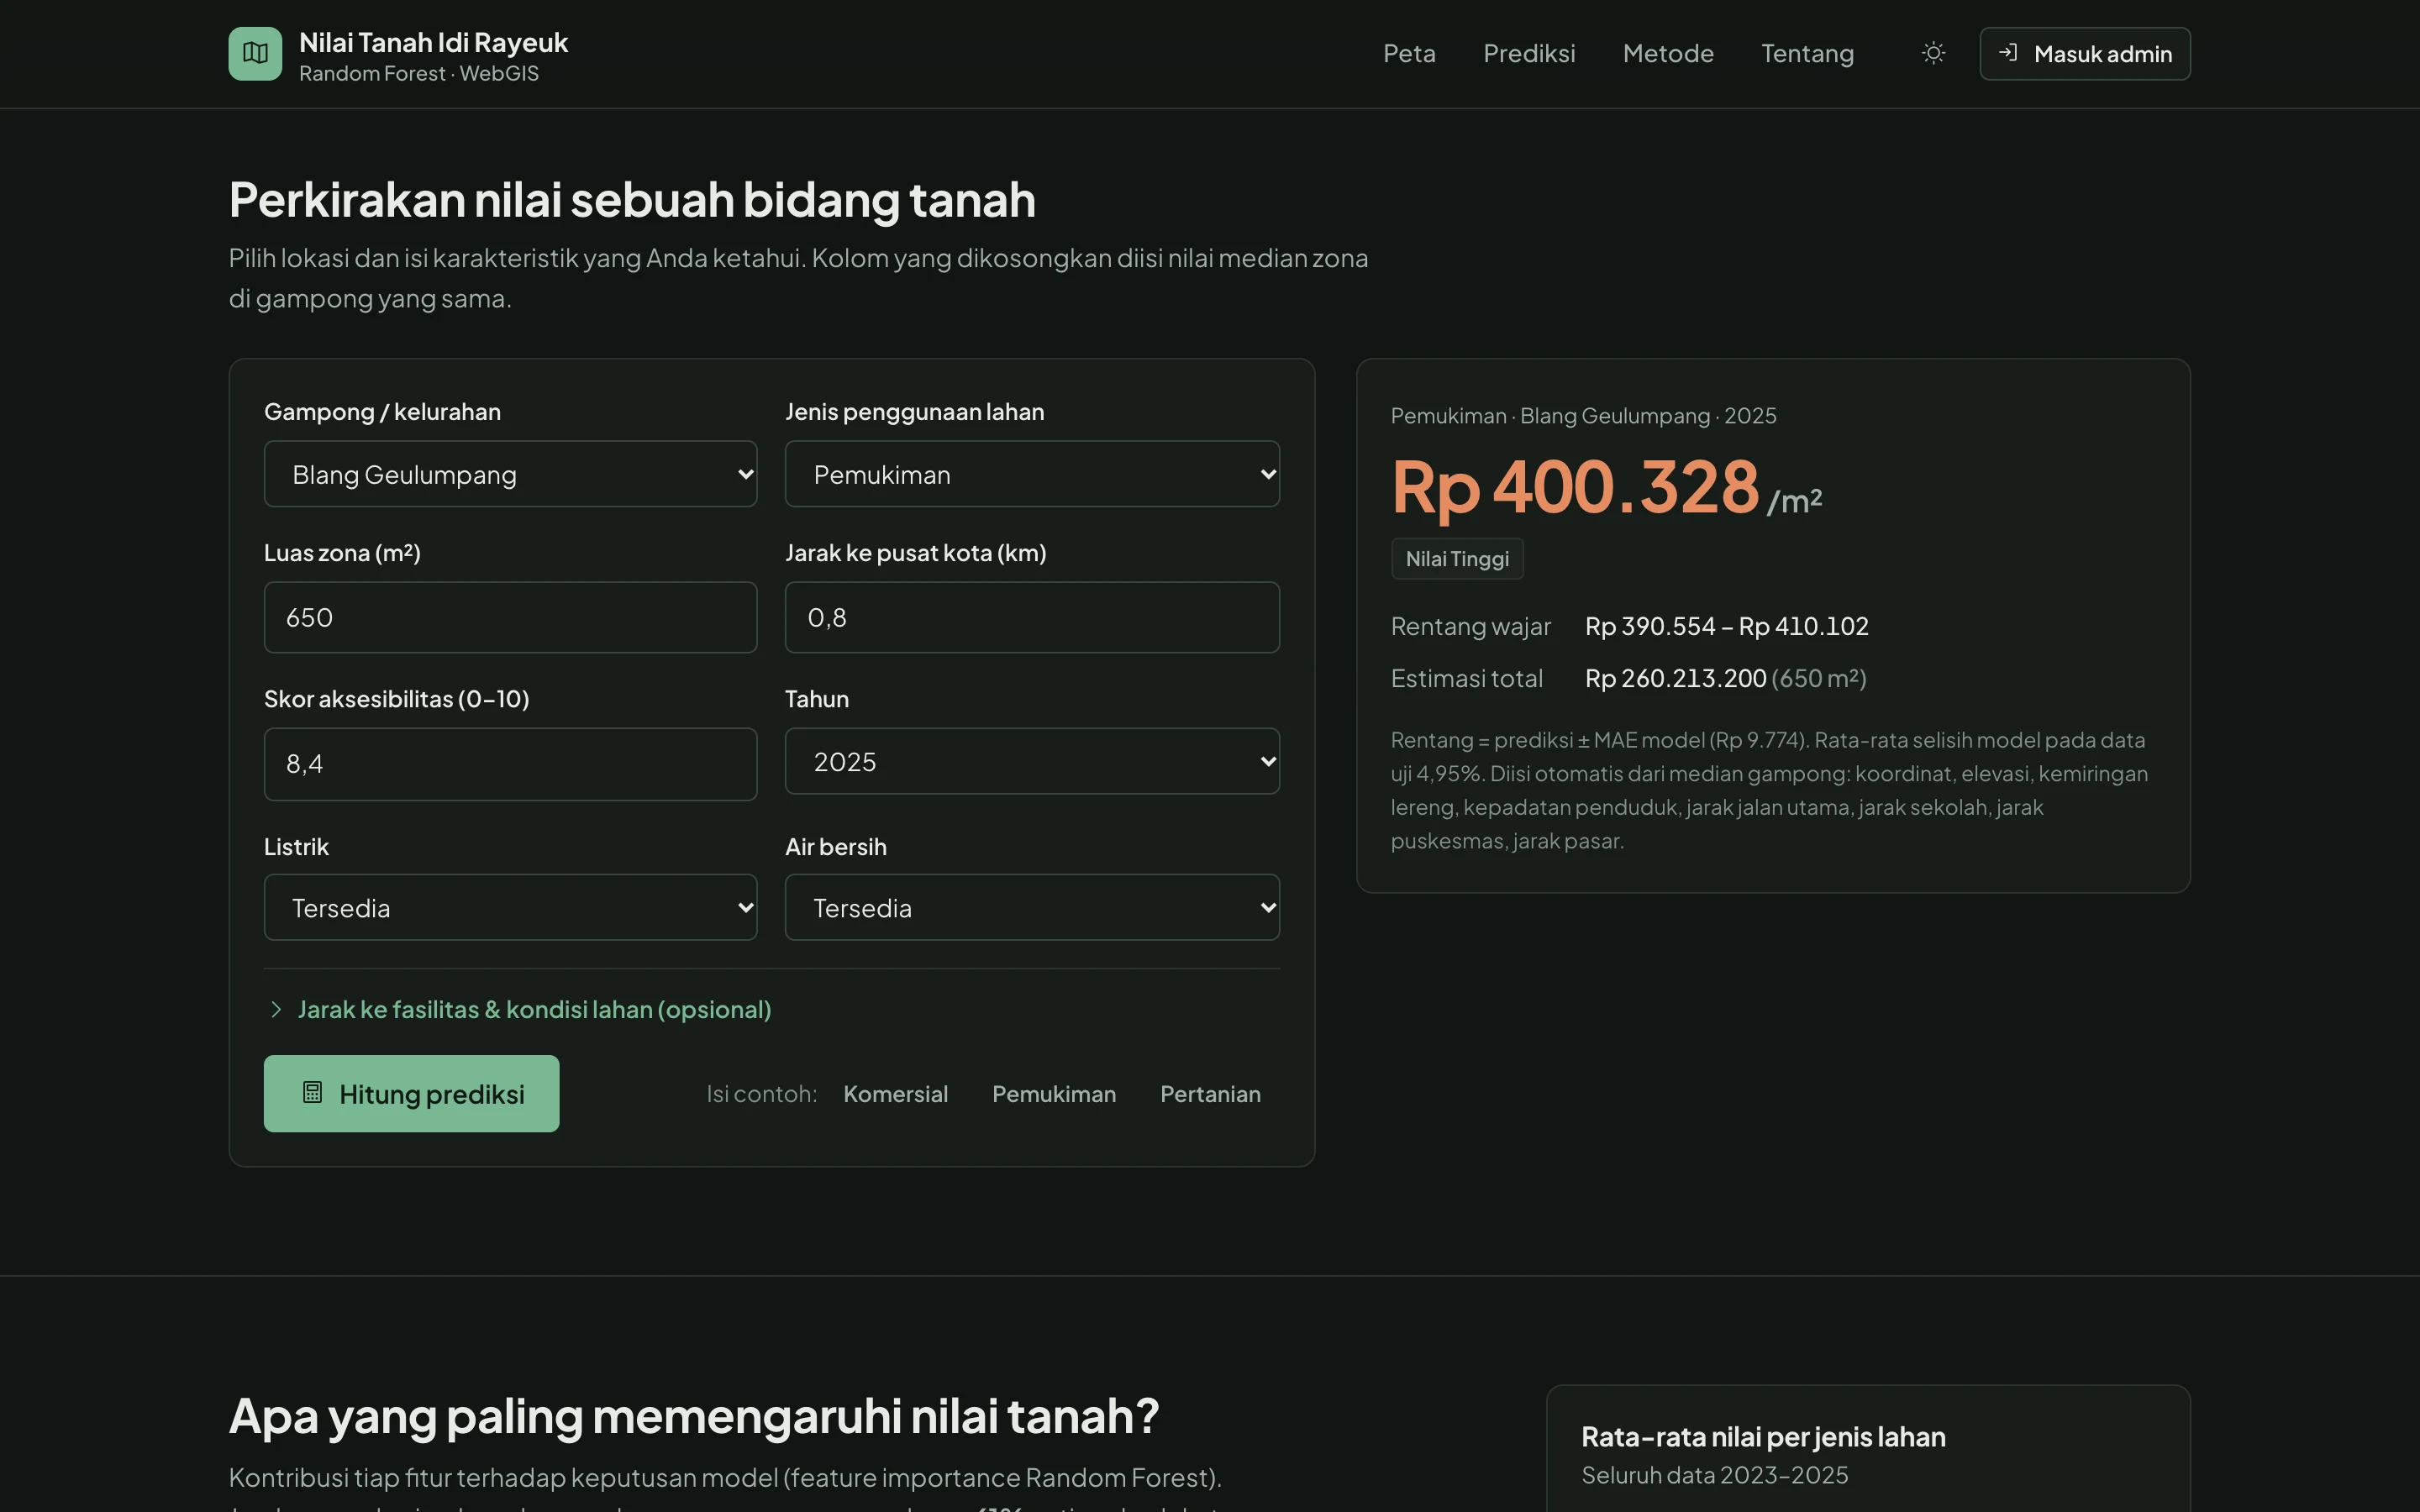 Nilai Tanah Idi Rayeuk
Random Forest · WebGIS
Peta
Prediksi
Metode
Tentang
Masuk admin
Perkirakan nilai sebuah bidang tanah
Pilih lokasi dan isi karakteristik yang Anda ketahui. Kolom yang dikosongkan diisi nilai median zona
di gampong yang sama.
Gampong / kelurahan
Blang Geulumpang
Jenis penggunaan lahan
Pemukiman
Luas zona (m²)
650
Jarak ke pusat kota (km)
0,8
Skor aksesibilitas (0–10)
8,4
Tahun
2025
Listrik
Tersedia
Air bersih
Tersedia
Jarak ke fasilitas & kondisi lahan (opsional)
Hitung prediksi
Isi contoh:
Komersial
Pemukiman
Pertanian
Pemukiman · Blang Geulumpang · 2025
Rp 400.328 /m²
Nilai Tinggi
Rentang wajar Rp 390.554 – Rp 410.102
Estimasi total Rp 260.213.200 (650 m²)
Rentang = prediksi ± MAE model (Rp 9.774). Rata-rata selisih model pada data
uji 4,95%. Diisi otomatis dari median gampong: koordinat, elevasi, kemiringan
lereng, kepadatan penduduk, jarak jalan utama, jarak sekolah, jarak
puskesmas, jarak pasar.
Apa yang paling memengaruhi nilai tanah?
Kontribusi tiap fitur terhadap keputusan model (feature importance Random Forest).
Rata-rata nilai per jenis lahan
Seluruh data 2023–2025